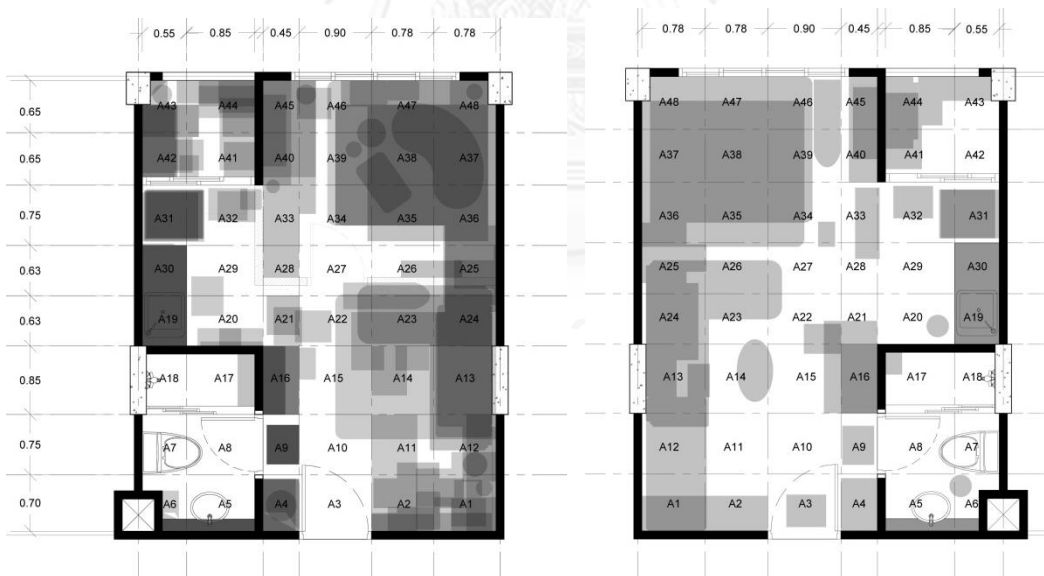 0.55 0.85 0.45 0.90 0.78 0.78
0.78 0.78 0.90 0.45 0.85 0.55
0.65
0.65
0.75
0.63
0.63
0.85
0.75
0.70
A43 A44 A45 A46 A47 A48
A42 A41 A40 A39 A38 A37
A31 A32 A33 A34 A35 A36
A30 A29 A28 A27 A26 A25
A19 A20 A21 A22 A23 A24
A18 A17 A16 A15 A14 A13
A7 A8 A9 A10 A11 A12
A6 A5 A4 A3 A2 A1
A48 A47 A46 A45 A44 A43
A37 A38 A39 A40 A41 A42
A36 A35 A34 A33 A32 A31
A25 A26 A27 A28 A29 A30
A24 A23 A22 A21 A20 A19
A13 A14 A15 A16 A17 A18
A12 A11 A10 A9 A8 A7
A1 A2 A3 A4 A5 A6